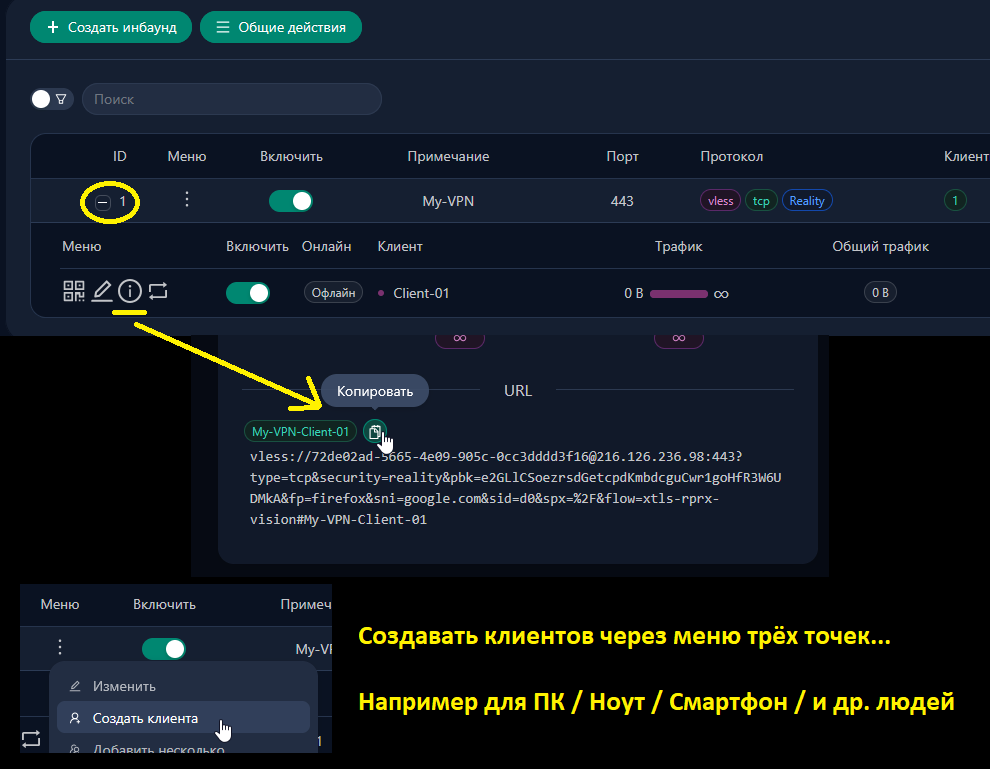 + Создать инбаунд
Общие действия
Поиск
ID Меню Включить Примечание Порт Протокол Клиент
1 My-VPN 443 vless tcp Reality 1
Меню Включить Онлайн Клиент Трафик Общий трафик
Офлайн Client-01 0 B ∞ 0 B
∞ ∞
Копировать URL
My-VPN-Client-01
vless://72de02ad-5665-4e09-905c-0cc3dddd3f16@216.126.236.98:443?
type=tcp&security=reality&pbk=e2GLlCSoezrsdGetcpdKmbdcguCwr1goHfR3W6U
DMkA&fp=firefox&sni=google.com&sid=d0&spx=%2F&flow=xtls-rprx-
vision#My-VPN-Client-01
Меню Включить Примеч
My-VI
Изменить
Создать клиента
Добавить несколько
1
Создавать клиентов через меню трёх точек...
Например для ПК / Ноут / Смартфон / и др. людей